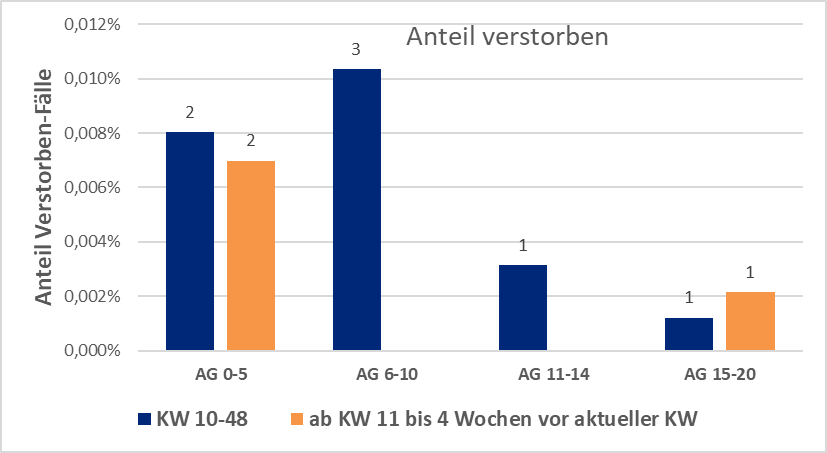 Anteil verstorben
Anteil Verstorben-Fälle
0,012%
0,010%
0,008%
0,006%
0,004%
0,002%
0,000%
2
2
3
1
1
1
AG 0-5
AG 6-10
AG 11-14
AG 15-20
KW 10-48
ab KW 11 bis 4 Wochen vor aktueller KW